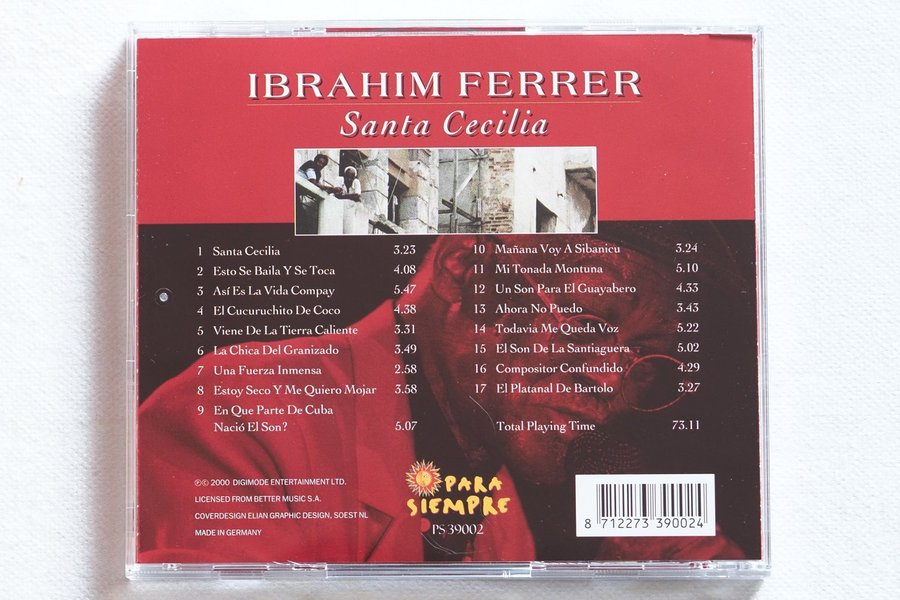 IBRAHIM FERRER
Santa Cecilia
1 Santa Cecilia 3.23
2 Esto Se Baila Y Se Toca 4.08
3 Así Es La Vida Compay 5.47
4 El Cucuruchito De Coco 4.38
5 Viene De La Tierra Caliente 3.31
6 La Chica Del Granizado 3.49
7 Una Fuerza Inmensa 2.58
8 Estoy Seco Y Me Quiero Mojar 3.58
9 En Que Parte De Cuba
Nació El Son? 5.07
10 Mañana Voy A Sibanicu 3.24
11 Mi Tonada Montuna 5.10
12 Un Son Para El Guayabero 4.33
13 Ahora No Puedo 3.43
14 Todavia Me Queda Voz 5.22
15 El Son De La Santiaguera 5.02
16 Compositor Confundido 4.29
17 El Platanal De Bartolo 3.27
Total Playing Time 73.11
℗© 2000 DIGIMODE ENTERTAINMENT LTD.
LICENSED FROM BETTER MUSIC S.A.
COVERDESIGN ELIAN GRAPHIC DESIGN, SOEST NL
MADE IN GERMANY
PARA
SIEMPRE
PS 39002
8 712273 390024